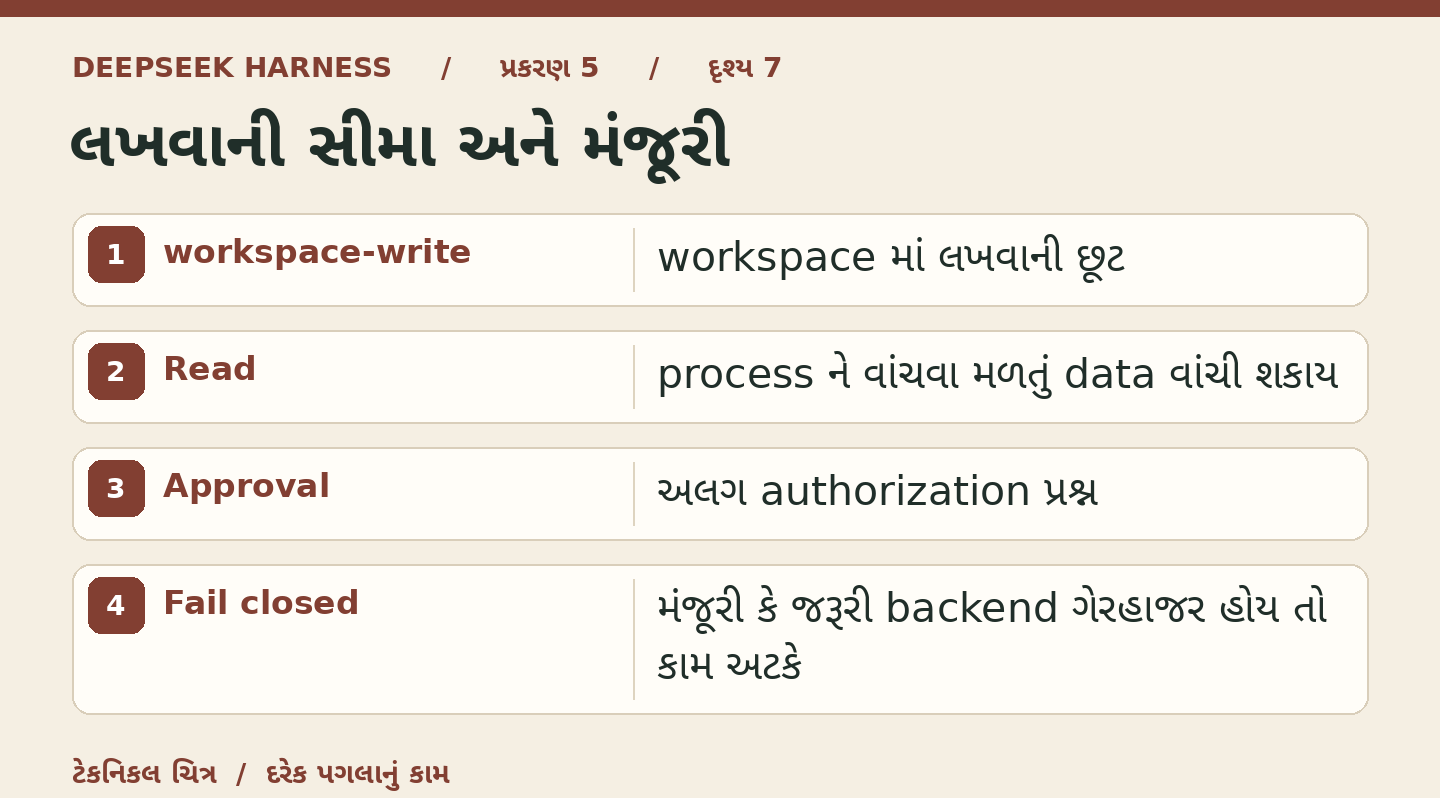 DEEPSEEK HARNESS / પ્રકરણ 5 / દૃશ્ય 7
લખવાની સીમા અને મંજૂરી
1 workspace-write workspace માં લખવાની છૂટ
2 Read process ને વાંચવા મળતું data વાંચી શકાય
3 Approval અલગ authorization પ્રશ્ન
4 Fail closed મંજૂરી કે જરૂરી backend ગેરહાજર હોય તો
કામ અટકે
ટેકનિકલ ચિત્ર / દરેક પગલાનું કામ